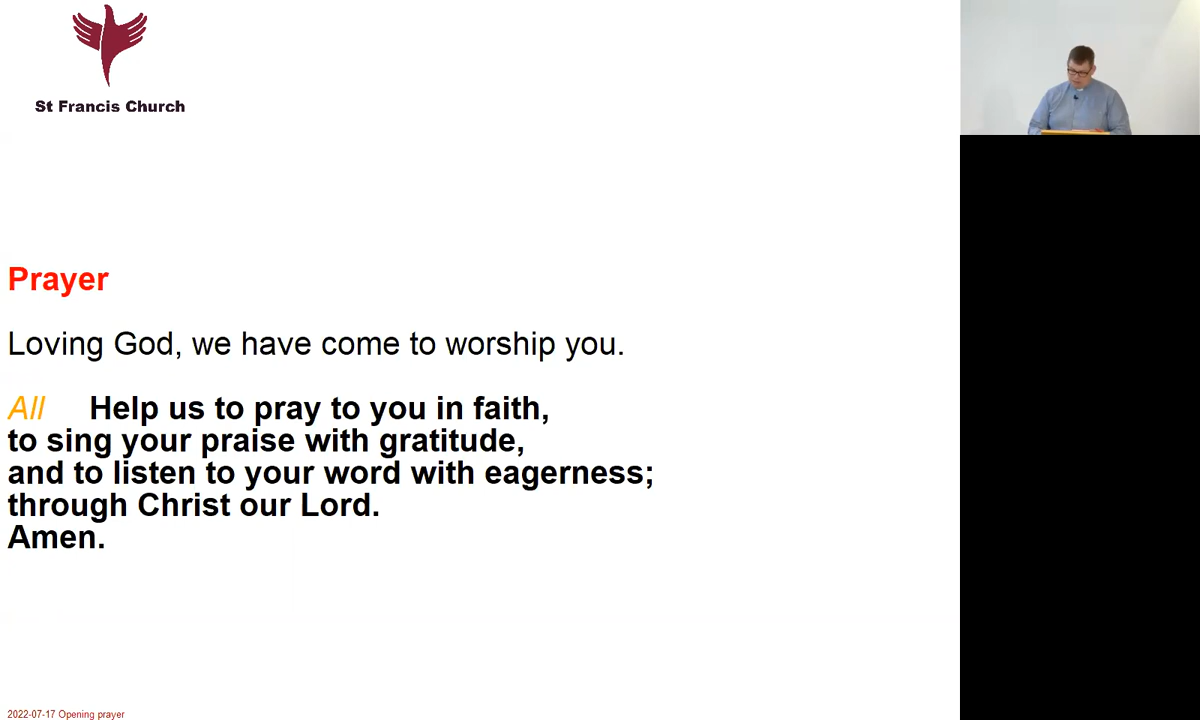 St Francis Church
Prayer
Loving God, we have come to worship you.
All Help us to pray to you in faith,
to sing your praise with gratitude,
and to listen to your word with eagerness;
through Christ our Lord.
Amen.
2022-07-17 Opening prayer